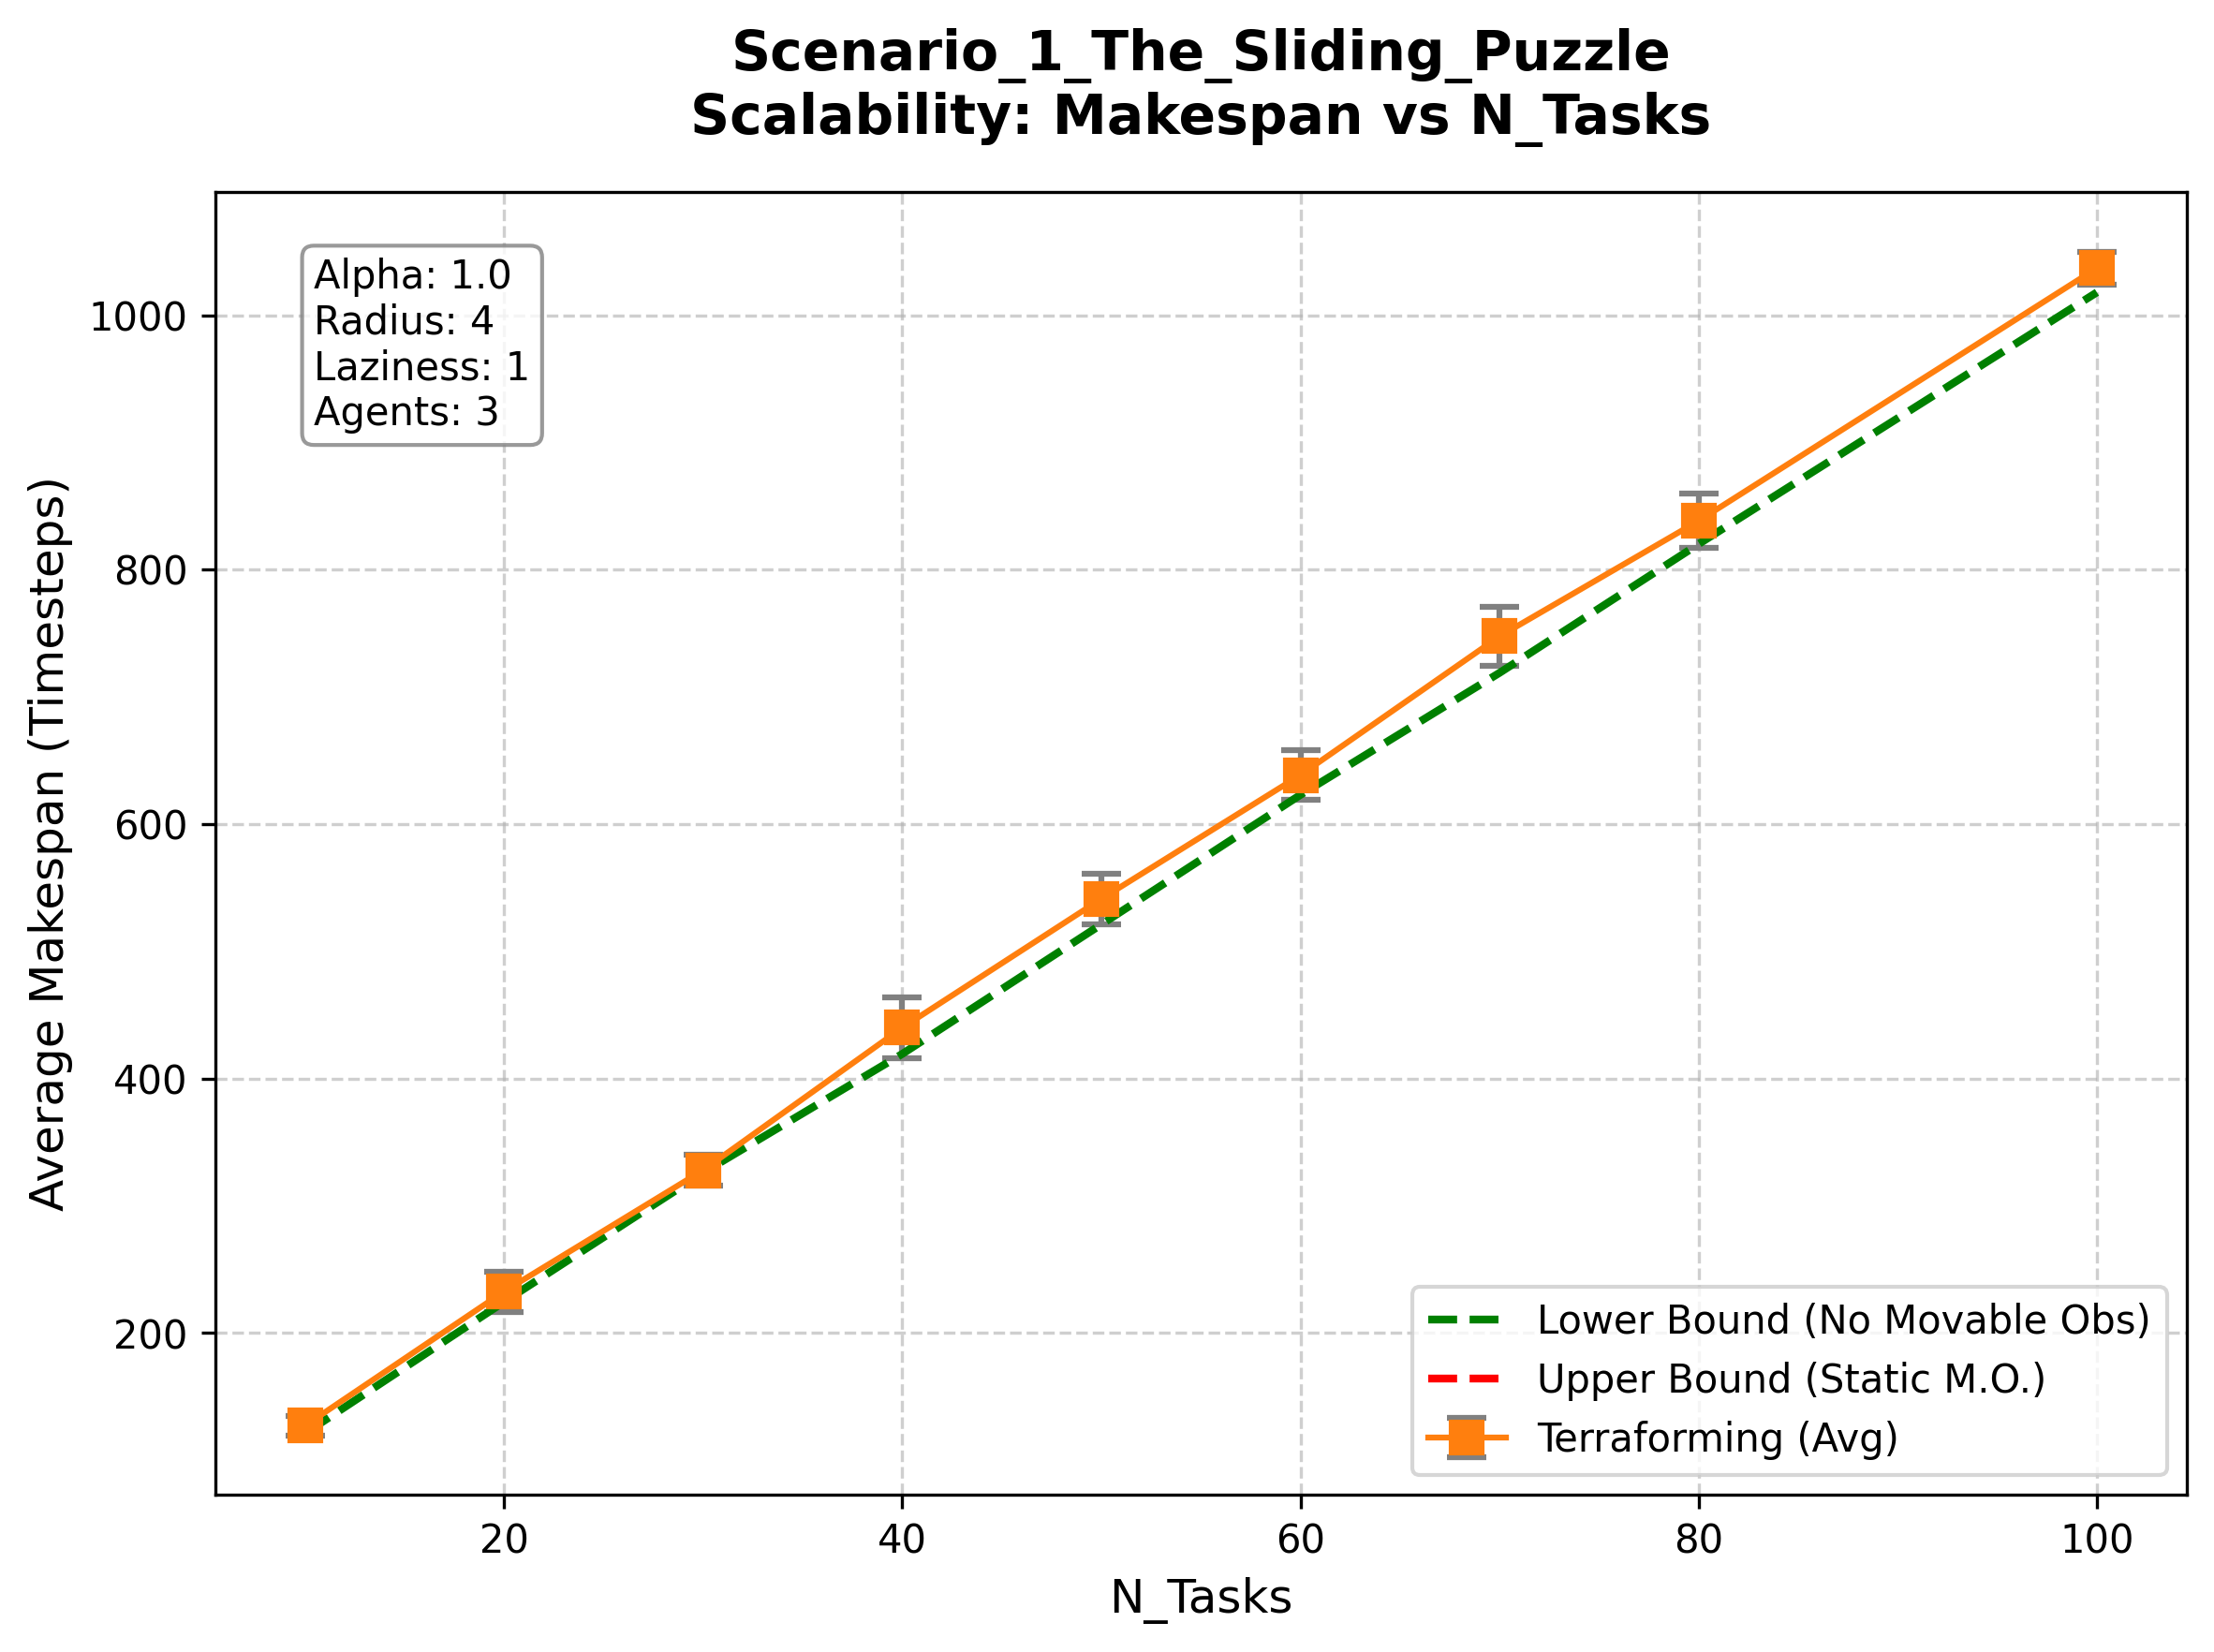 Scenario_1_The_Sliding_Puzzle
Scalability: Makespan vs N_Tasks
Alpha: 1.0
Radius: 4
Laziness: 1
Agents: 3
Average Makespan (Timesteps)
1000
800
600
400
200
Lower Bound (No Movable Obs)
Upper Bound (Static M.O.)
Terraforming (Avg)
20 40 60 80 100
N_Tasks